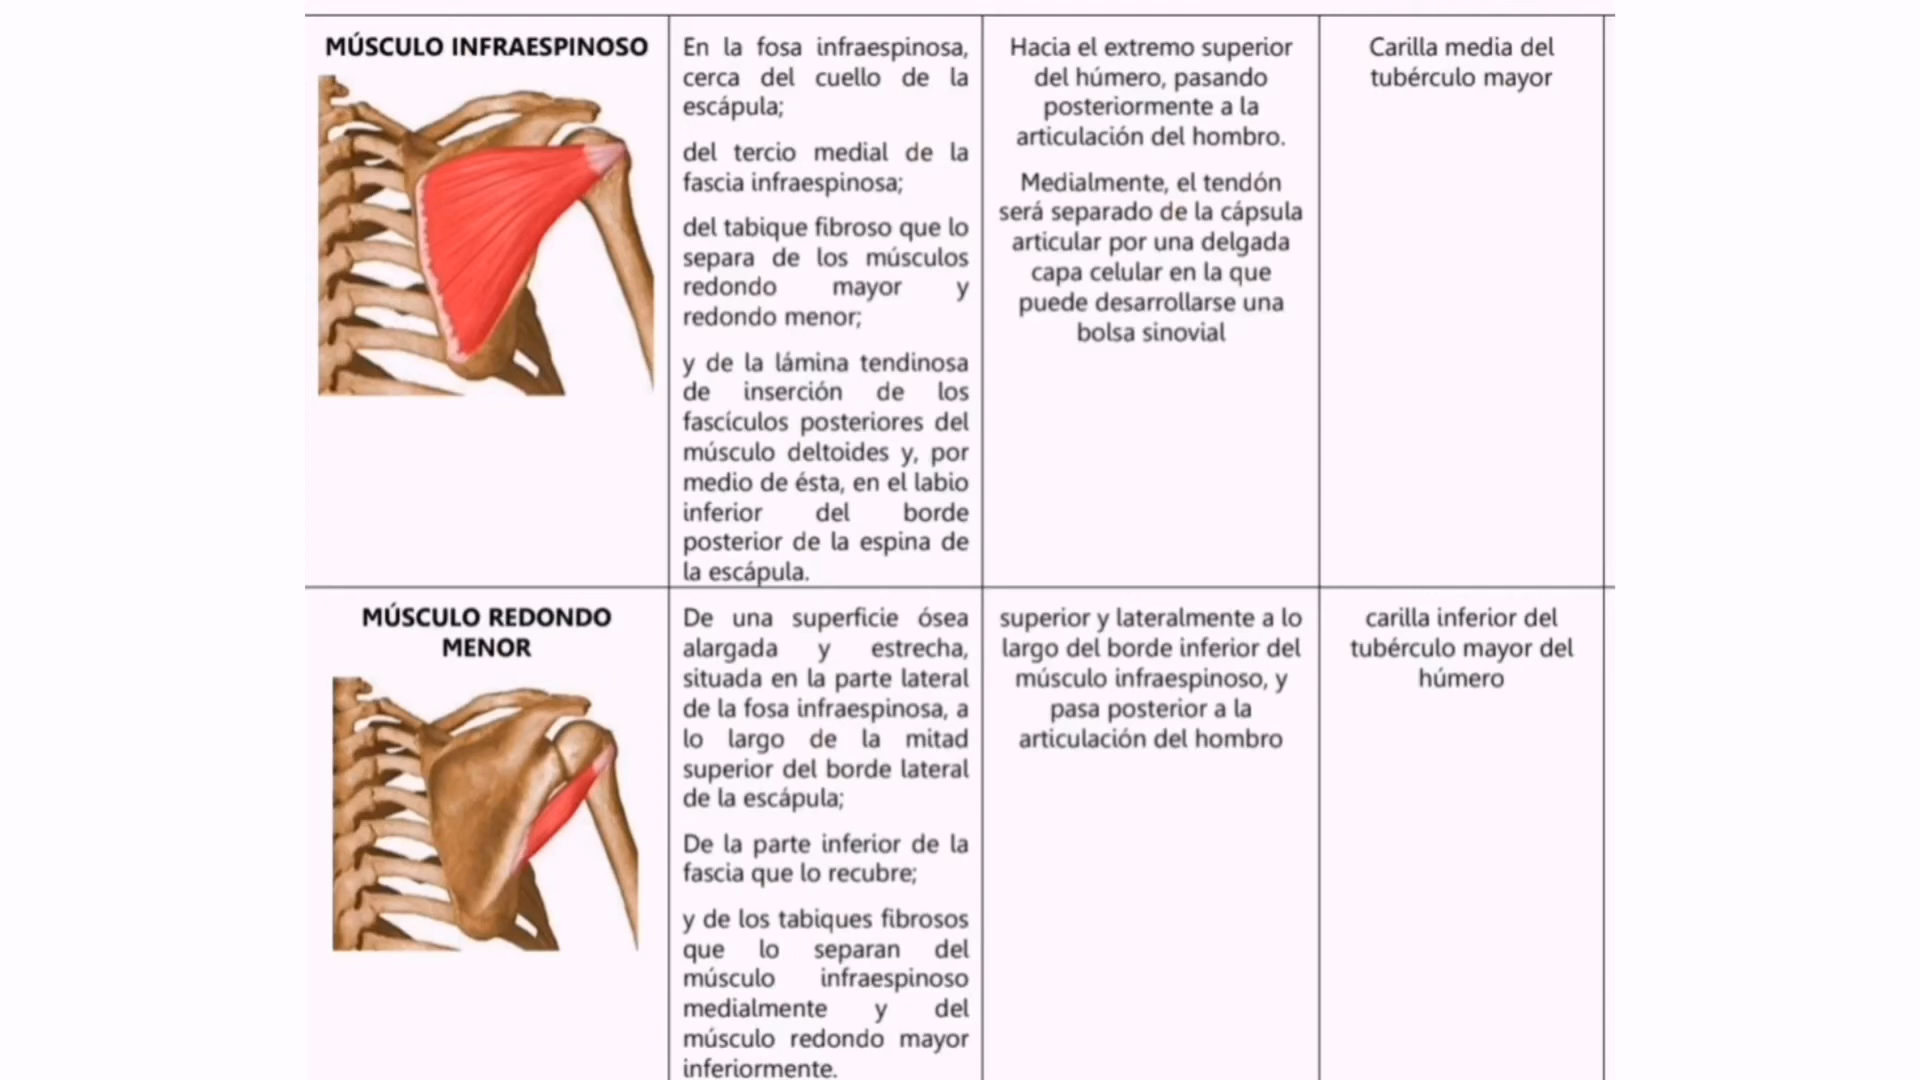 MÚSCULO INFRAESPINOSO
En la fosa infraespinosa,
cerca del cuello de la
escápula;
del tercio medial de la
fascia infraespinosa;
del tabique fibroso que lo
separa de los músculos
redondo mayor y
redondo menor;
y de la lámina tendinosa
de inserción de los
fascículos posteriores del
músculo deltoides y, por
medio de ésta, en el labio
inferior del borde
posterior de la espina de
la escápula.
Hacia el extremo superior
del húmero, pasando
posteriormente a la
articulación del hombro.
Medialmente, el tendón
será separado de la cápsula
articular por una delgada
capa celular en la que
puede desarrollarse una
bolsa sinovial
Carilla media del
tubérculo mayor
MÚSCULO REDONDO
MENOR
De una superficie ósea
alargada y estrecha,
situada en la parte lateral
de la fosa infraespinosa, a
lo largo de la mitad
superior del borde lateral
de la escápula;
De la parte inferior de la
fascia que lo recubre;
y de los tabiques fibrosos
que lo separan del
músculo infraespinoso
medialmente y del
músculo redondo mayor
inferiormente.
superior y lateralmente a lo
largo del borde inferior del
músculo infraespinoso, y
pasa posterior a la
articulación del hombro
carilla inferior del
tubérculo mayor del
húmero